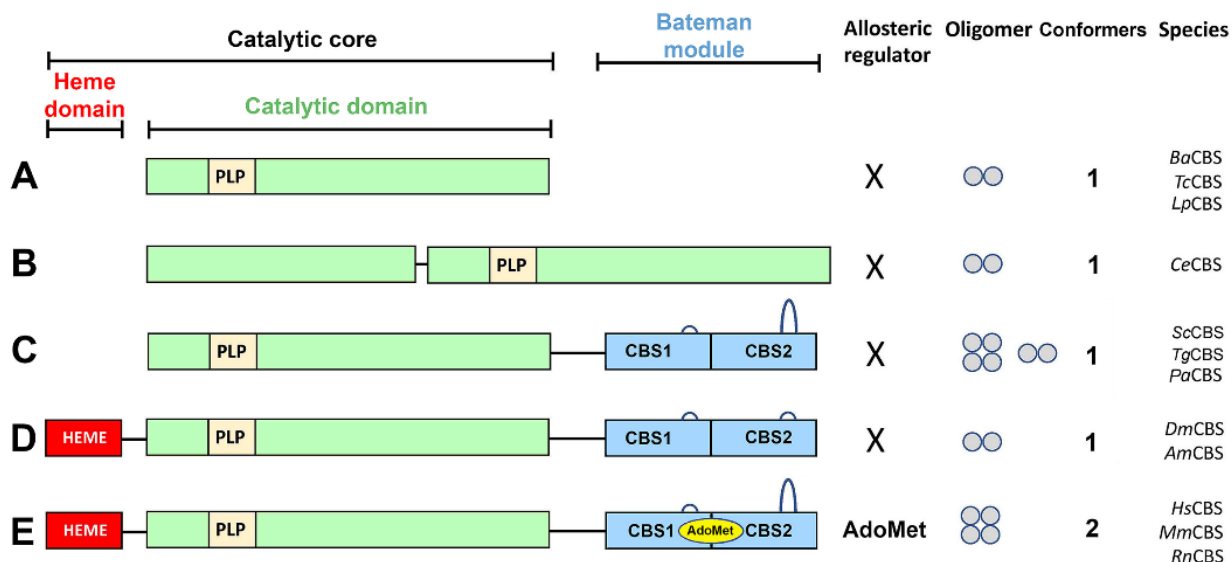 Catalytic core
Bateman
module
Allosteric
regulator
Oligomer
Conformers
Species
Heme
domain
Catalytic domain
A
PLP
X
1
BaCBS
TcCBS
LpCBS
B
PLP
X
1
CeCBS
C
PLP
CBS1
CBS2
X
1
ScCBS
TgCBS
PaCBS
D
HEME
PLP
CBS1
CBS2
X
1
DmCBS
AmCBS
E
HEME
PLP
CBS1
AdoMet
CBS2
AdoMet
2
HsCBS
MmCBS
RnCBS